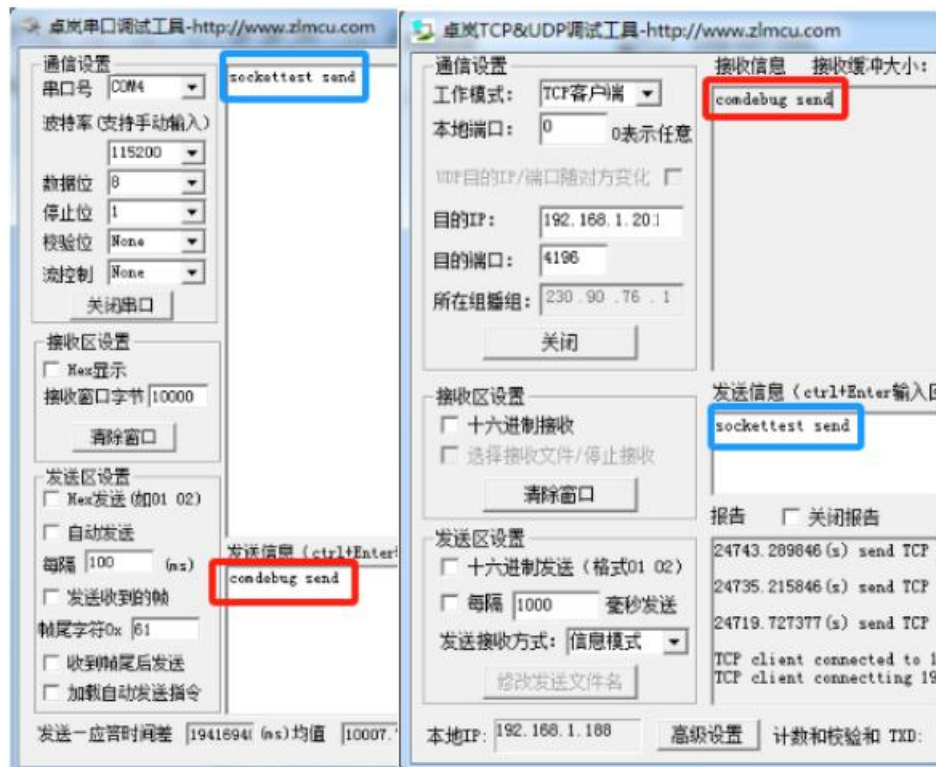 卓岚串口调试工具-http://www.zlmcu.com
通信设置
串口号 COM4
波特率(支持手动输入)
115200
数据位 8
停止位 1
校验位 None
流控制 None
关闭串口
接收区设置
Hex显示
接收窗口字节 10000
清除窗口
发送区设置
Hex发送(如01 02)
自动发送
每隔 100 (ms)
发送收到的帧
帧尾字符0x 61
收到帧尾后发送
加载自动发送指令
发送—应答时间差 1941694 (ms)均值 10007.
sockettest send
发送信息(ctrl+Enter
comdebug send
卓岚TCP&UDP调试工具-http://www.zlmcu.com
通信设置
工作模式: TCP客户端
本地端口: 0 0表示任意
UDP目的IP/端口随对方变化
目的IP: 192.168.1.201
目的端口: 4196
所在组播组: 230 .90 .76 . 1
关闭
接收区设置
十六进制接收
选择接收文件/停止接收
清除窗口
发送区设置
十六进制发送(格式01 02)
每隔 1000 毫秒发送
发送接收方式: 信息模式
修改发送文件名
接收信息 接收缓冲大小:
comdebug send
发送信息(ctrl+Enter输入回
sockettest send
报告 关闭报告
24743.289846(s) send TCP
24735.215846(s) send TCP
24719.727377(s) send TCP
TCP client connected to 1
TCP client connectting 19
本地IP: 192.168.1.188 高级设置 计数和校验和 TXD: